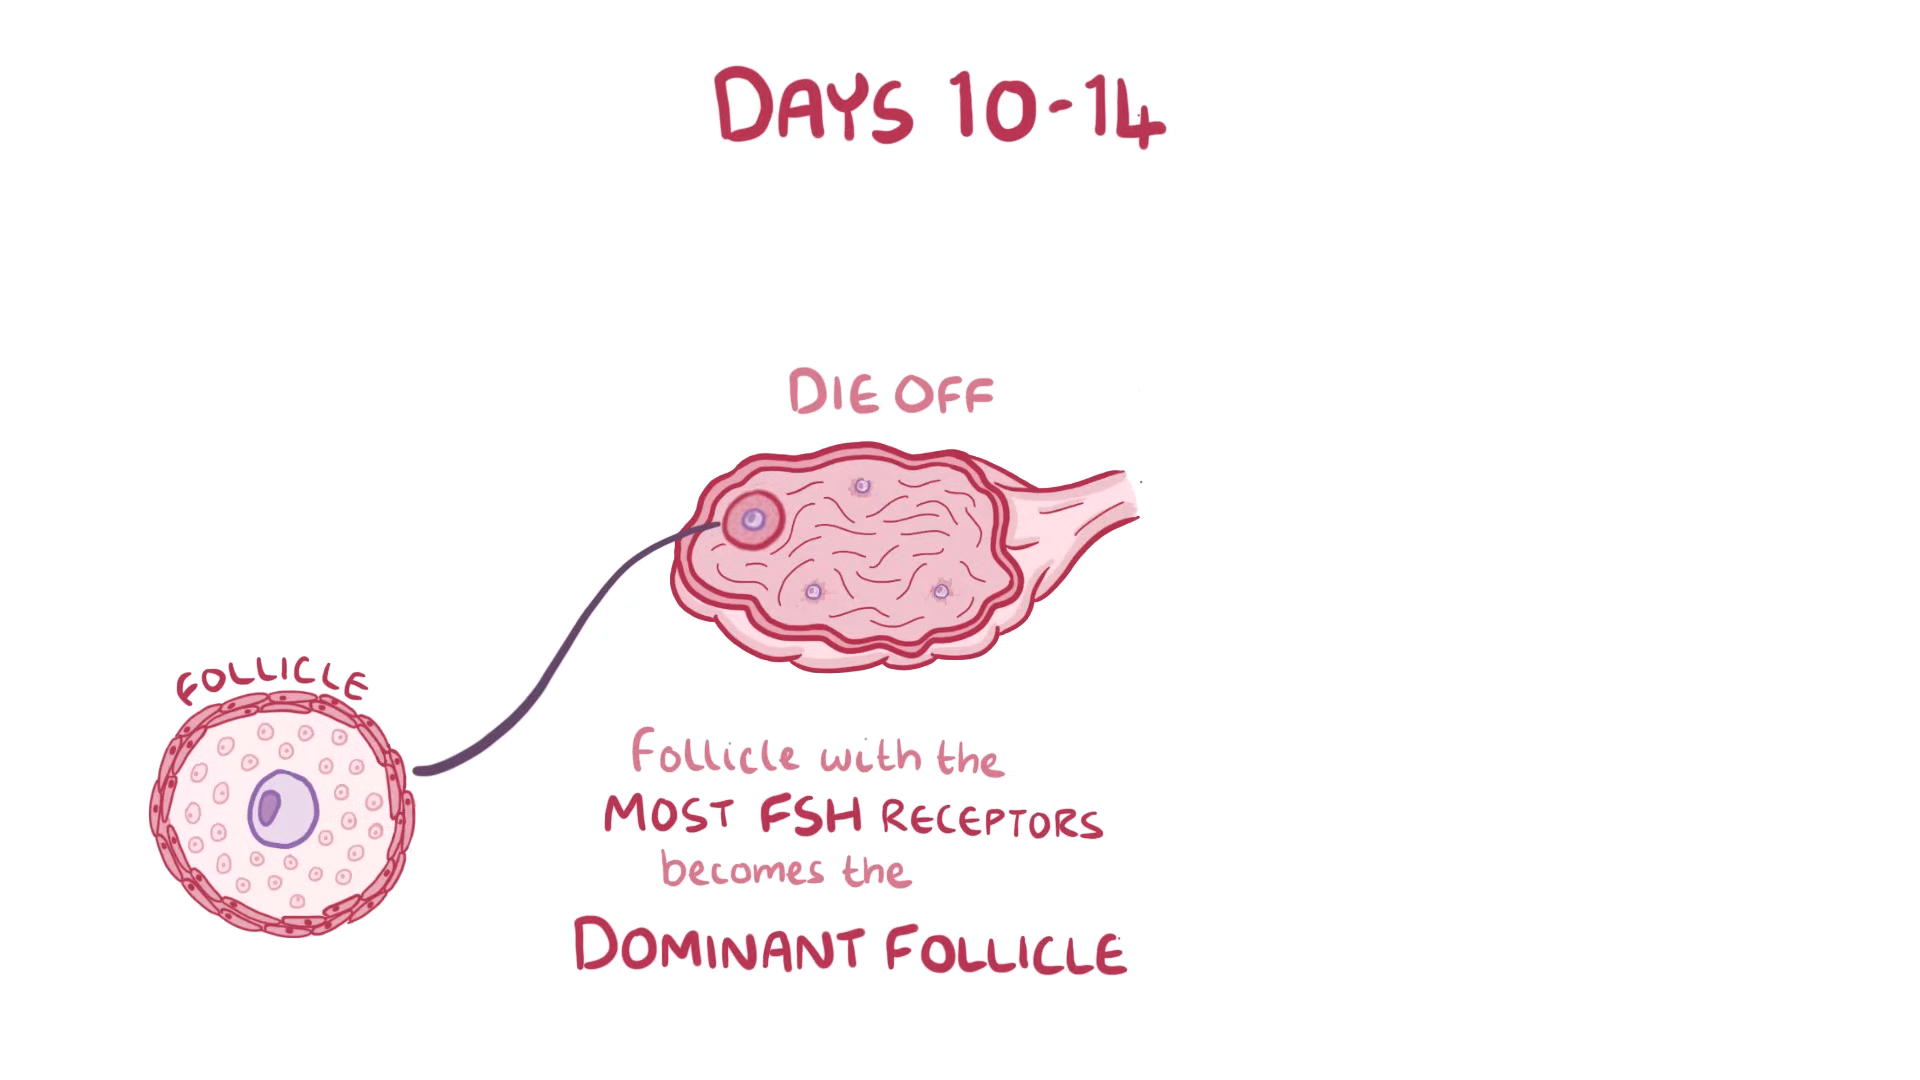 DAYS 10-14
DIE OFF
FOLLICLE
Follicle with the
MOST FSH RECEPTORS
becomes the
DOMINANT FOLLICLE